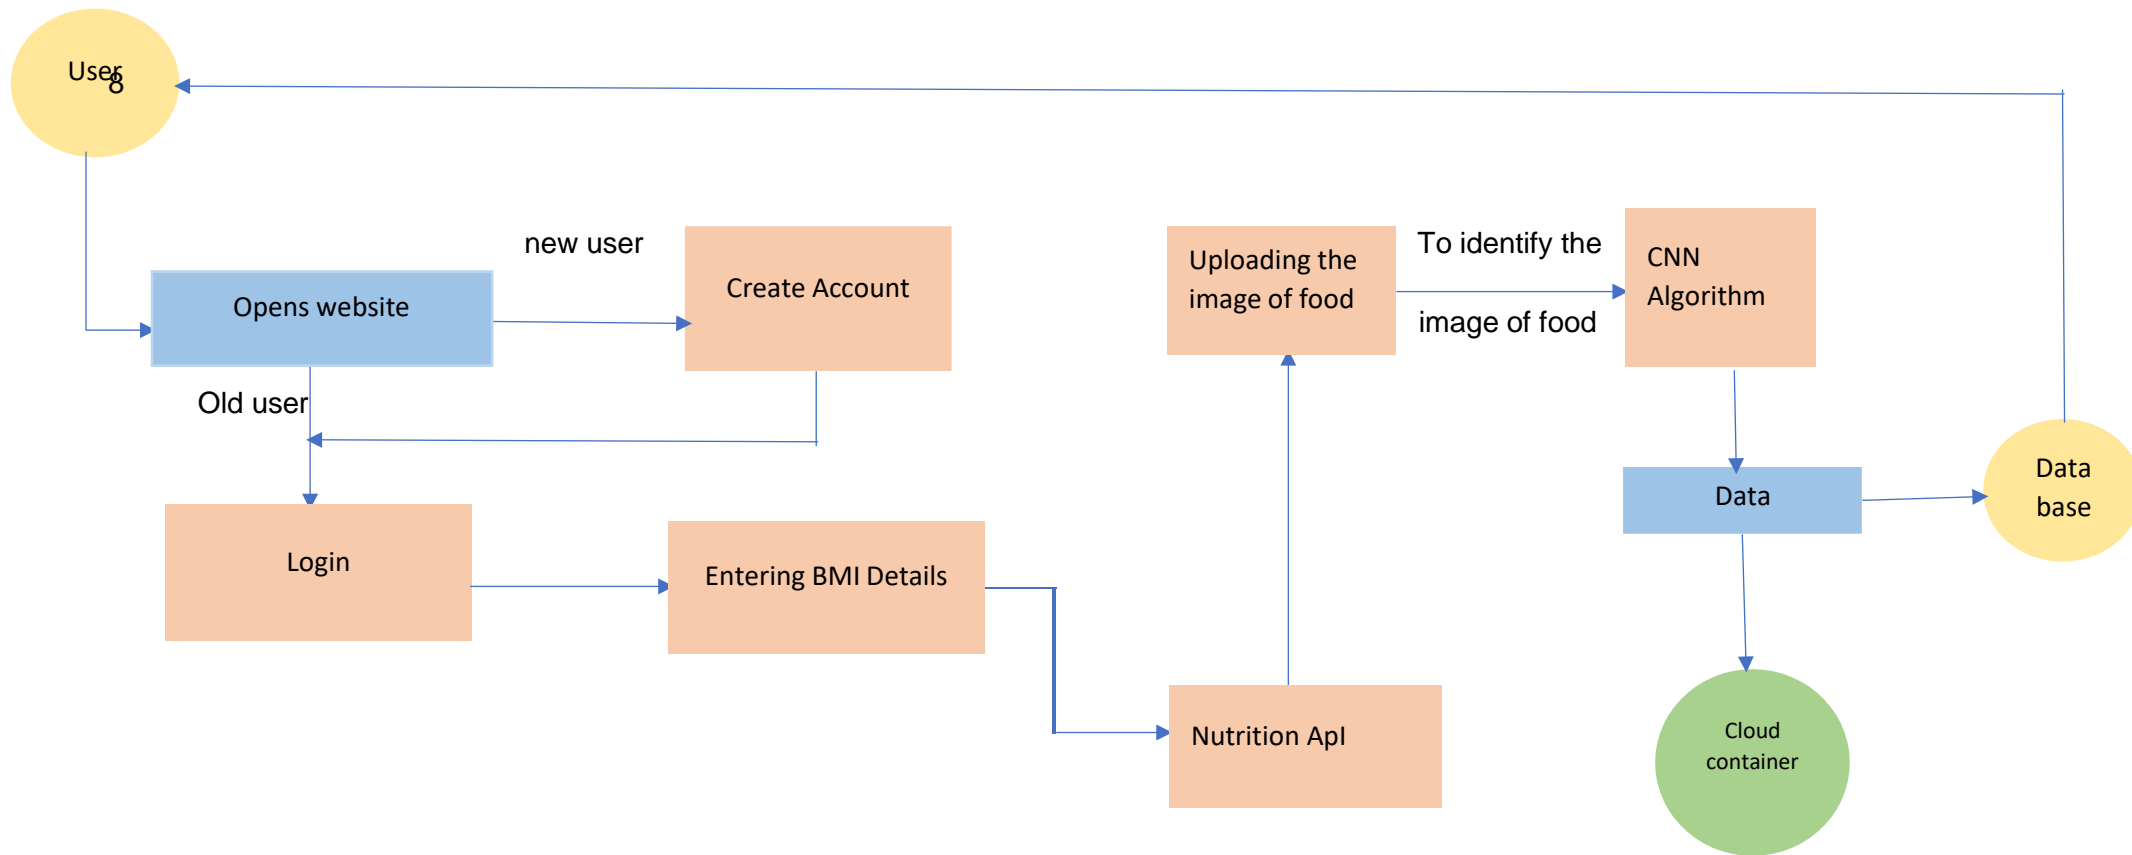 User
8
new user
Create Account
Opens website
Old user
Login
Entering BMI Details
Nutrition ApI
Uploading the
image of food
To identify the
image of food
CNN
Algorithm
Data
Data
base
Cloud
container